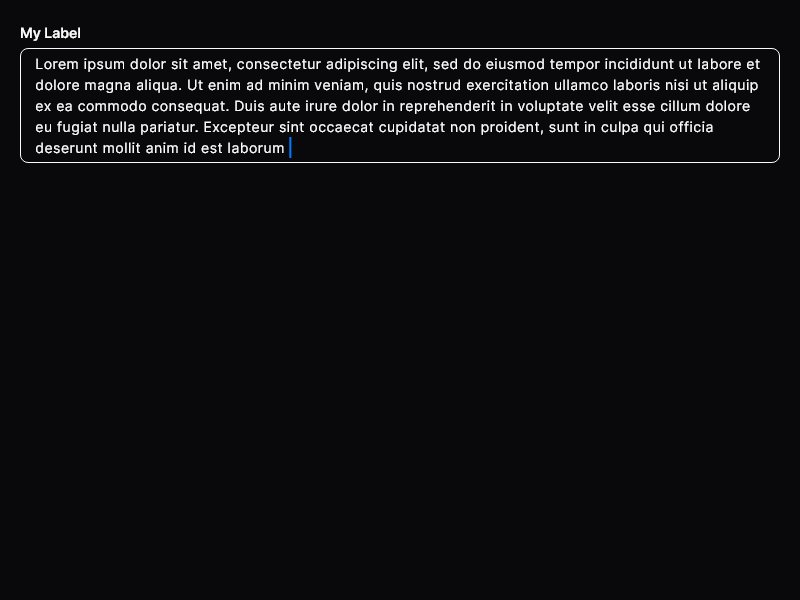 My Label
Lorem ipsum dolor sit amet, consectetur adipiscing elit, sed do eiusmod tempor incididunt ut labore et
dolore magna aliqua. Ut enim ad minim veniam, quis nostrud exercitation ullamco laboris nisi ut aliquip
ex ea commodo consequat. Duis aute irure dolor in reprehenderit in voluptate velit esse cillum dolore
eu fugiat nulla pariatur. Excepteur sint occaecat cupidatat non proident, sunt in culpa qui officia
deserunt mollit anim id est laborum